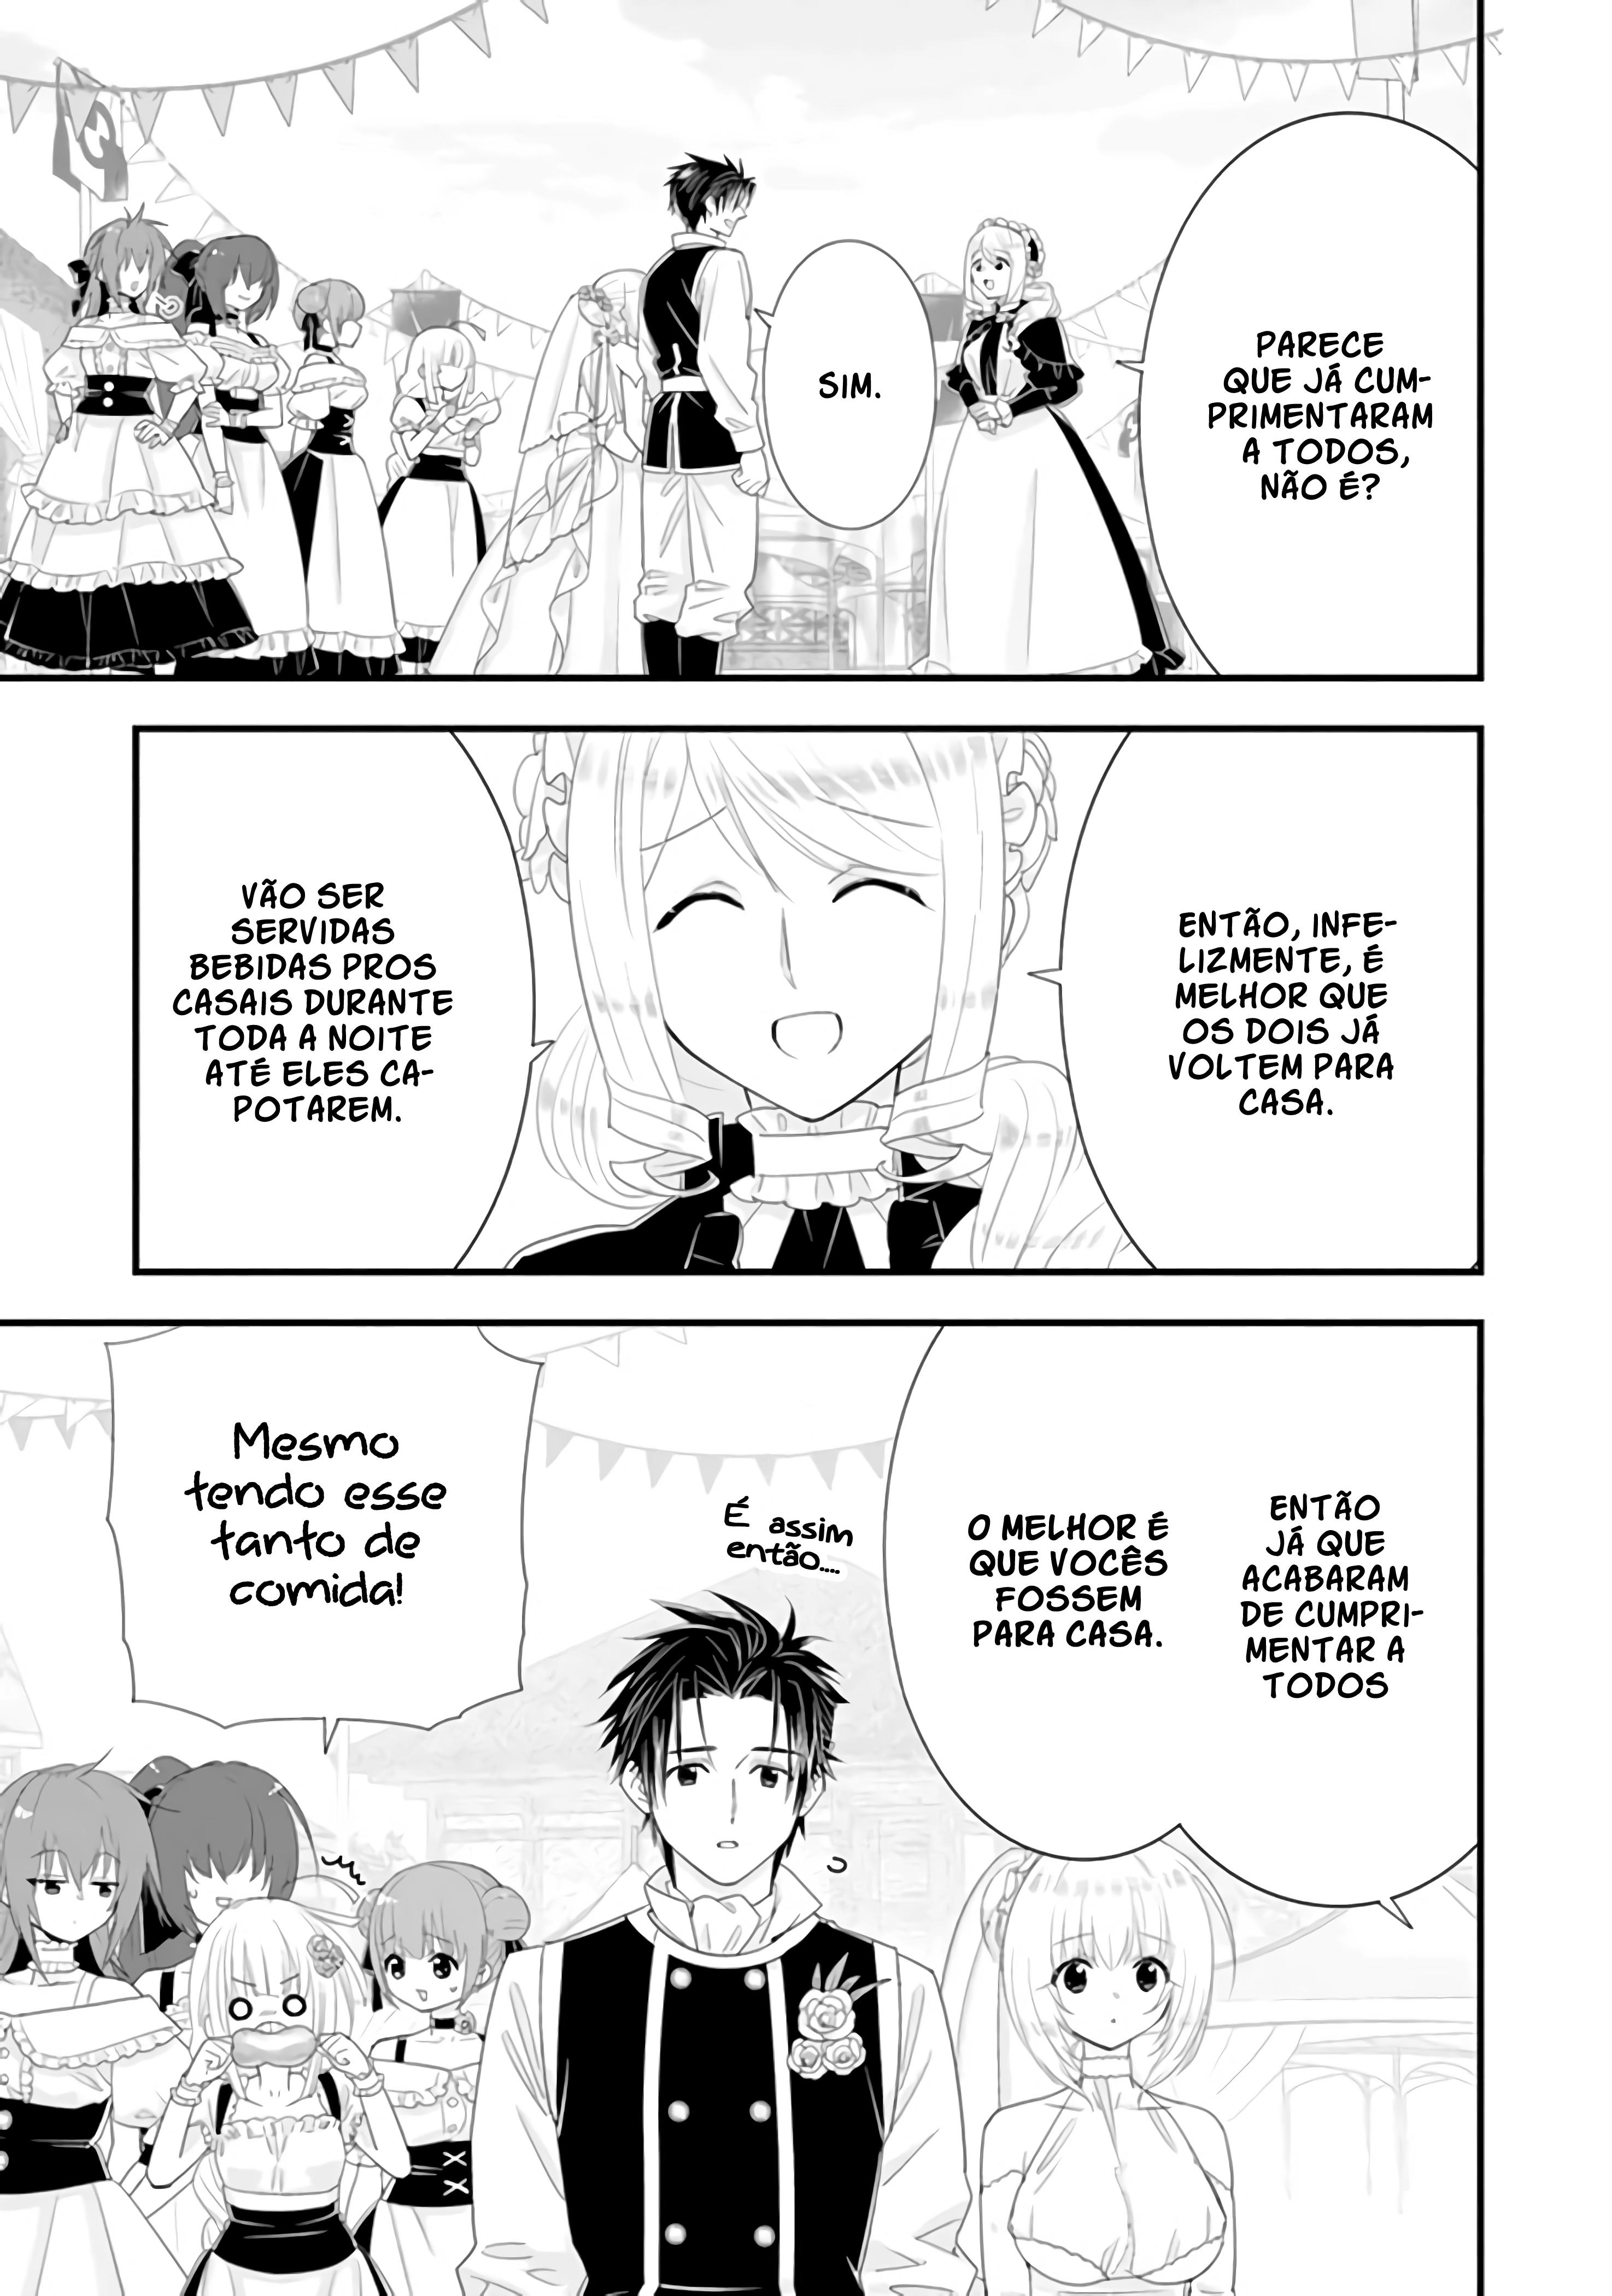 PARECE
QUE JÁ CUM-
PRIMENTARAM
A TODOS,
NÃO É?
SIM.
ENTÃO, INFE-
LIZMENTE, É
MELHOR QUE
OS DOIS JÁ
VOLTEM PARA
CASA.
VÃO SER
SERVIDAS
BEBIDAS PROS
CASAIS DURANTE
TODA A NOITE
ATÉ ELES CA-
POTAREM.
ENTÃO
JÁ QUE
ACABARAM
DE CUMPRI-
MENTAR A
TODOS
O MELHOR É
QUE VOCÊS
FOSSEM
PARA CASA.
É assim
então....
Mesmo
tendo esse
tanto de
comida!